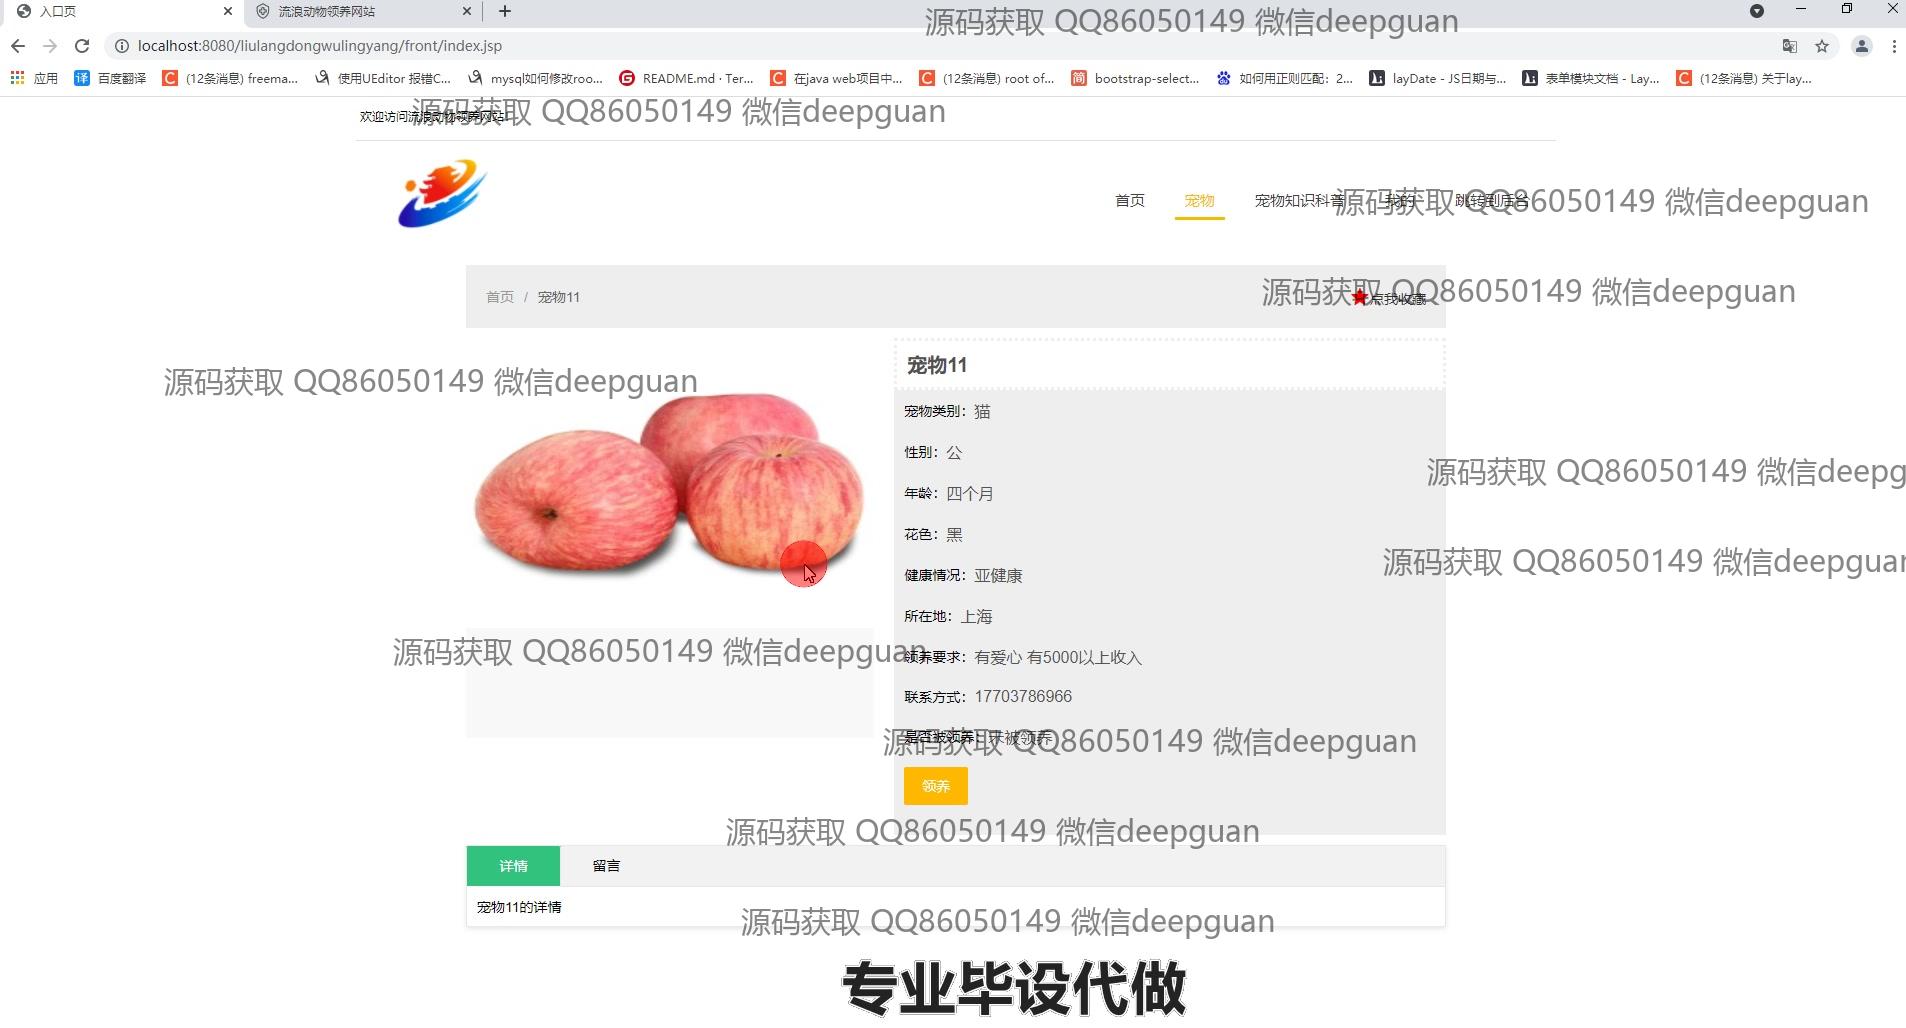 入口页
流浪动物领养网站
源码获取 QQ86050149 微信deepguan
localhost:8080/liulangdongwulingyang/front/index.jsp
应用
百度翻译
(12条消息) freema...
使用UEditor 报错C...
mysql如何修改roo...
README.md · Ter...
在java web项目中...
(12条消息) root of...
bootstrap-select...
如何用正则匹配：2...
layDate - JS日期与...
表单模块文档 - Lay...
(12条消息) 关于lay...
欢迎访问流浪动物领养网站!
源码获取 QQ86050149 微信deepguan
首页
宠物
宠物知识科普
我的
跳转到后台
源码获取 QQ86050149 微信deepguan
首页 / 宠物11
点我收藏
源码获取 QQ86050149 微信deepguan
宠物11
源码获取 QQ86050149 微信deepguan
宠物类别：猫
性别：公
源码获取 QQ86050149 微信deepg
年龄：四个月
花色：黑
源码获取 QQ86050149 微信deepguan
健康情况：亚健康
所在地：上海
源码获取 QQ86050149 微信deepguan
领养要求：有爱心 有5000以上收入
联系方式：17703786966
是否被领养：未被领养
源码获取 QQ86050149 微信deepguan
领养
源码获取 QQ86050149 微信deepguan
详情
留言
宠物11的详情
源码获取 QQ86050149 微信deepguan
专业毕设代做